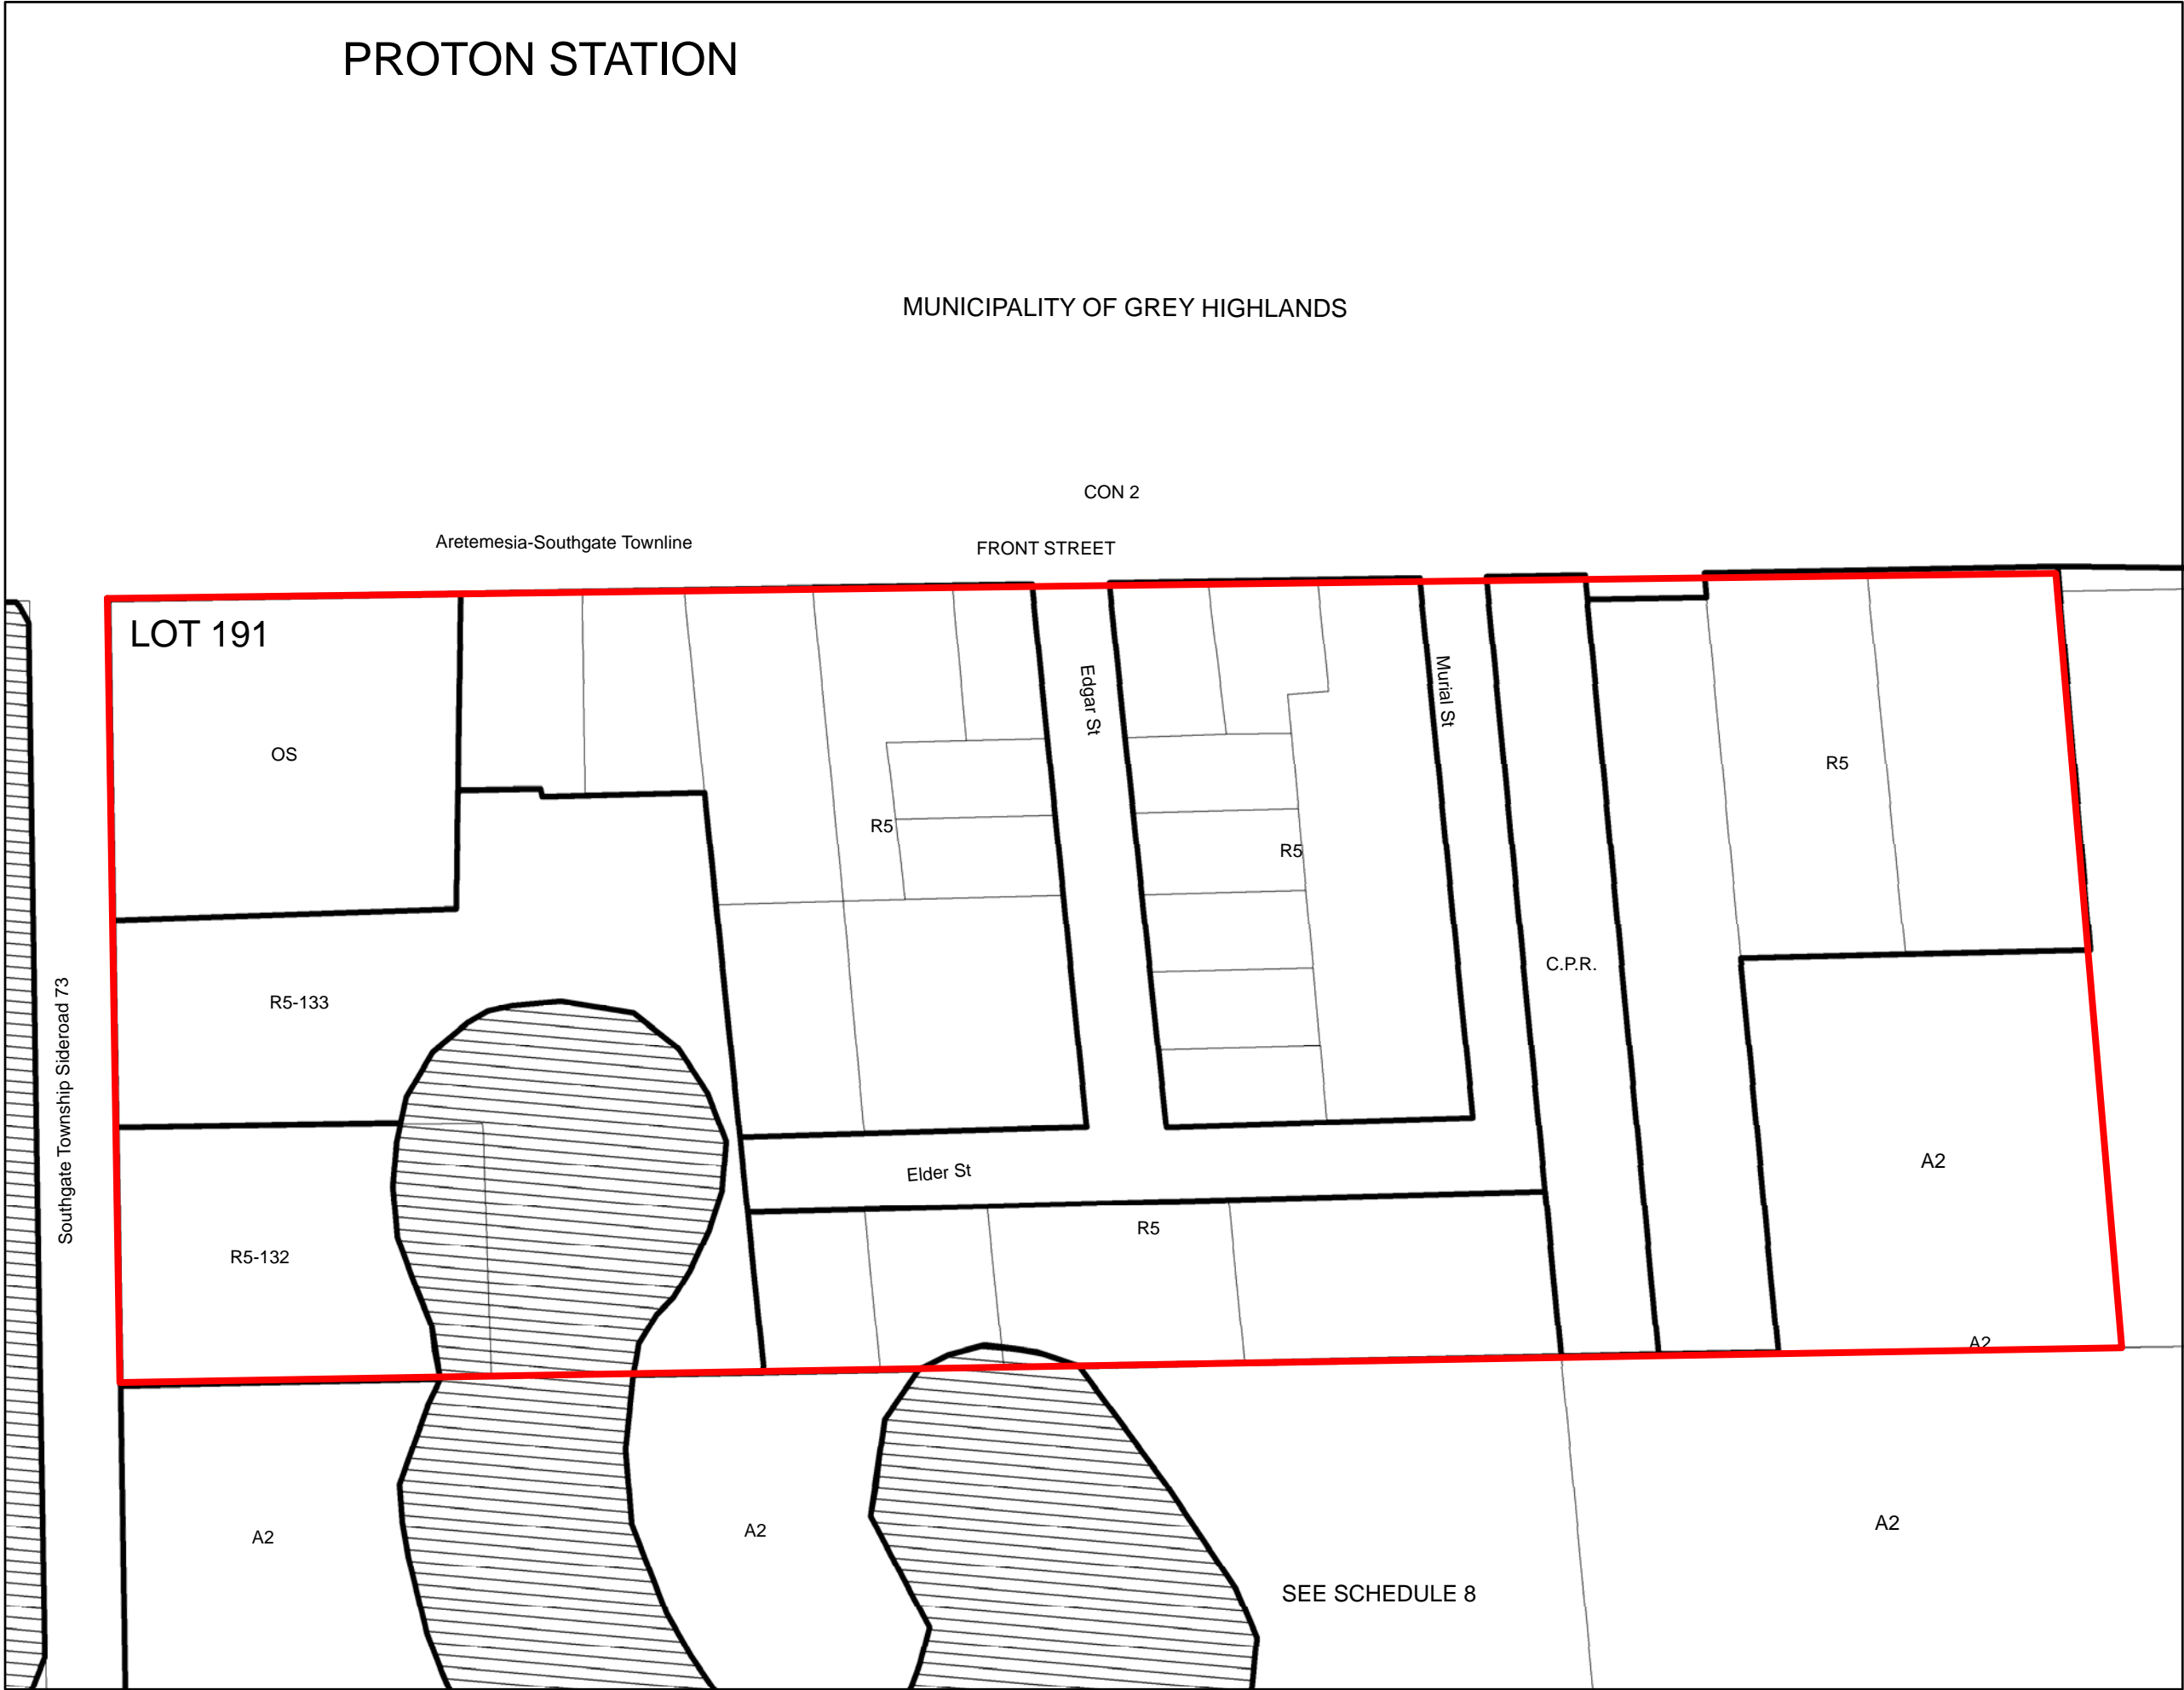 PROTON STATION
MUNICIPALITY OF GREY HIGHLANDS
CON 2
Aretemesia-Southgate Townline
FRONT STREET
LOT 191
Edgar St
Murial St
OS
R5
R5
R5
C.P.R.
R5-133
Southgate Township Sideroad 73
A2
Elder St
R5
R5-132
A2
A2
A2
A2
SEE SCHEDULE 8